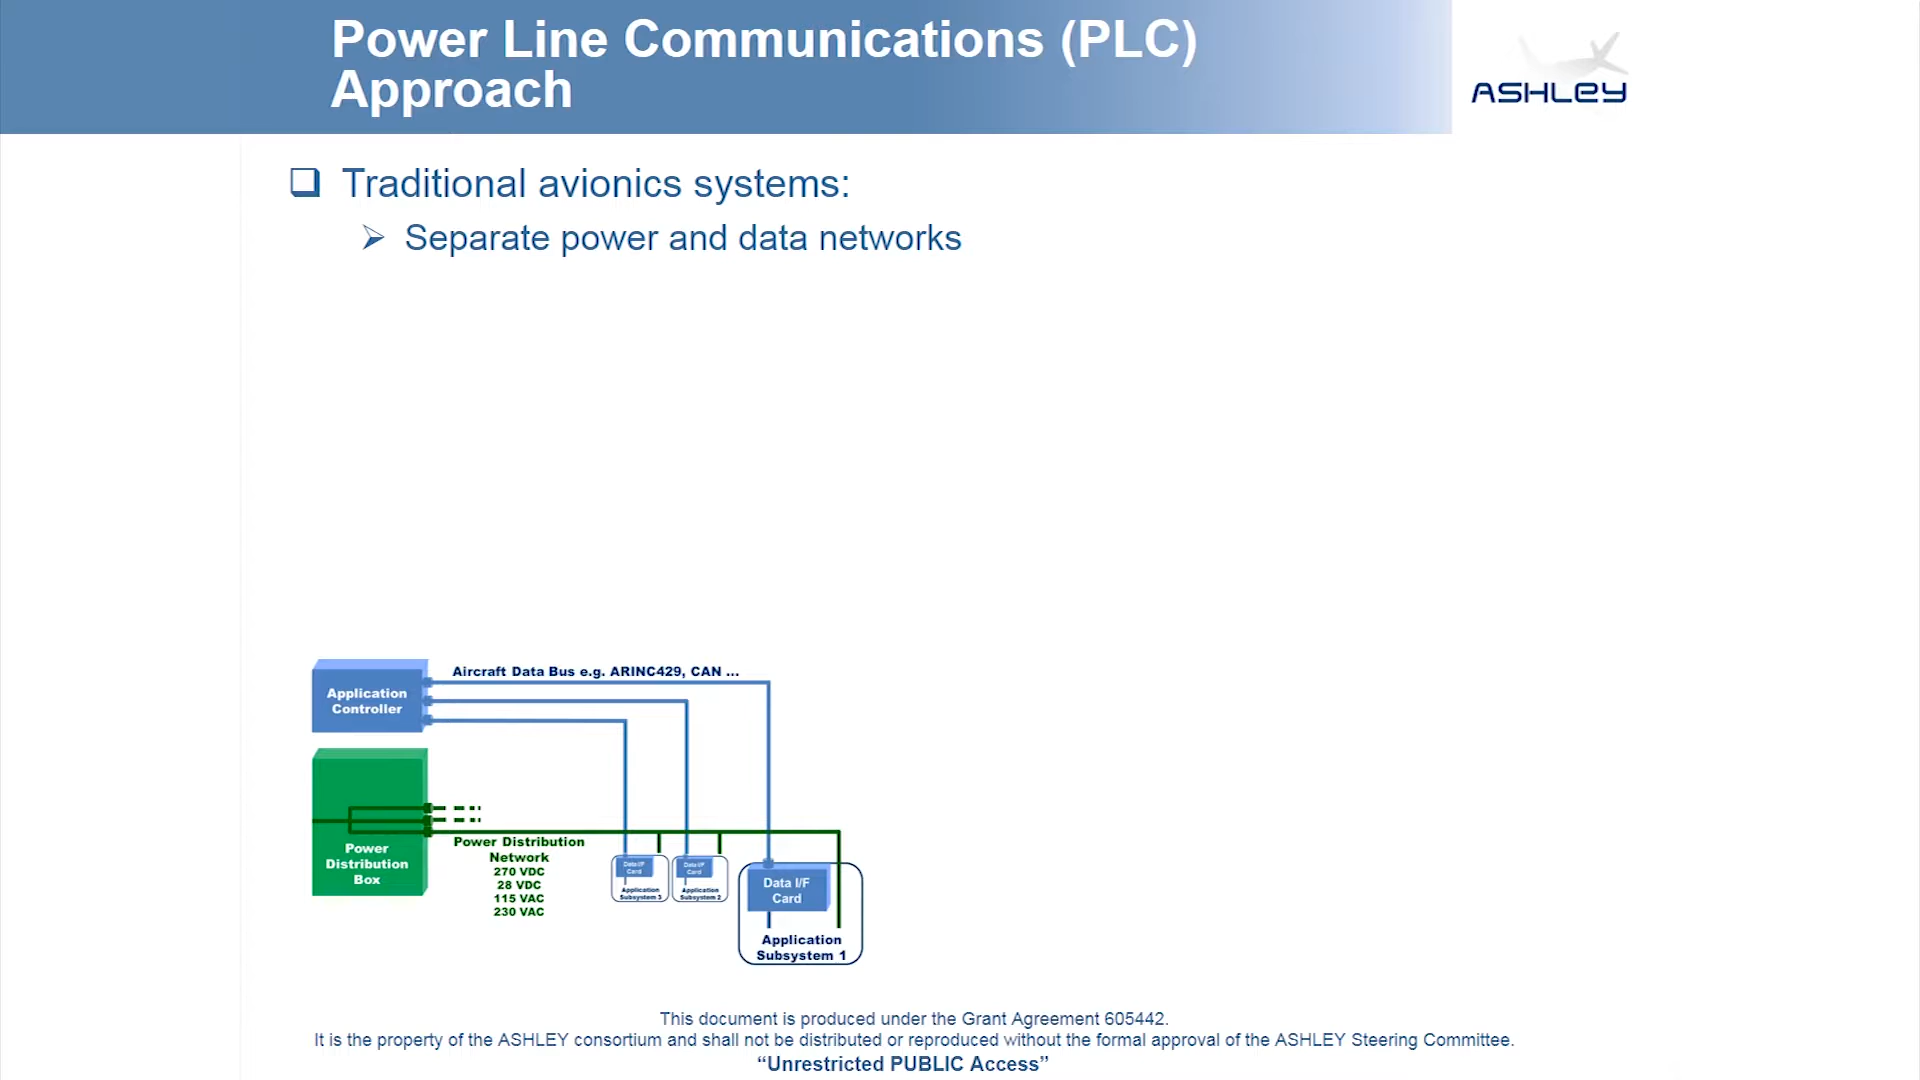 Power Line Communications (PLC)
Approach
ASHLEY
Traditional avionics systems:
Separate power and data networks
Aircraft Data Bus e.g. ARINC429, CAN ...
Application
Controller
Power
Distribution
Box
Power Distribution
Network
270 VDC
28 VDC
115 VAC
230 VAC
Data I/F
Card
Application
Subsystem 3
Data I/F
Card
Application
Subsystem 2
Data I/F
Card
Application
Subsystem 1
This document is produced under the Grant Agreement 605442.
It is the property of the ASHLEY consortium and shall not be distributed or reproduced without the formal approval of the ASHLEY Steering Committee.
“Unrestricted PUBLIC Access”